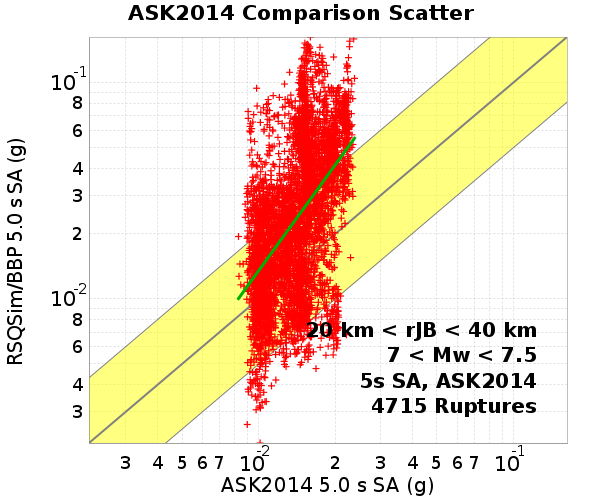 ASK2014 Comparison Scatter
RSQSim/BBP 5.0 s SA (g)
10^-1
8
6
4
3
2
10^-2
8
6
4
3
20 km < rJB < 40 km
7 < Mw < 7.5
5s SA, ASK2014
4715 Ruptures
3 4 5 6 7 10^-2 2 3 4 5 6 7 10^-1
ASK2014 5.0 s SA (g)